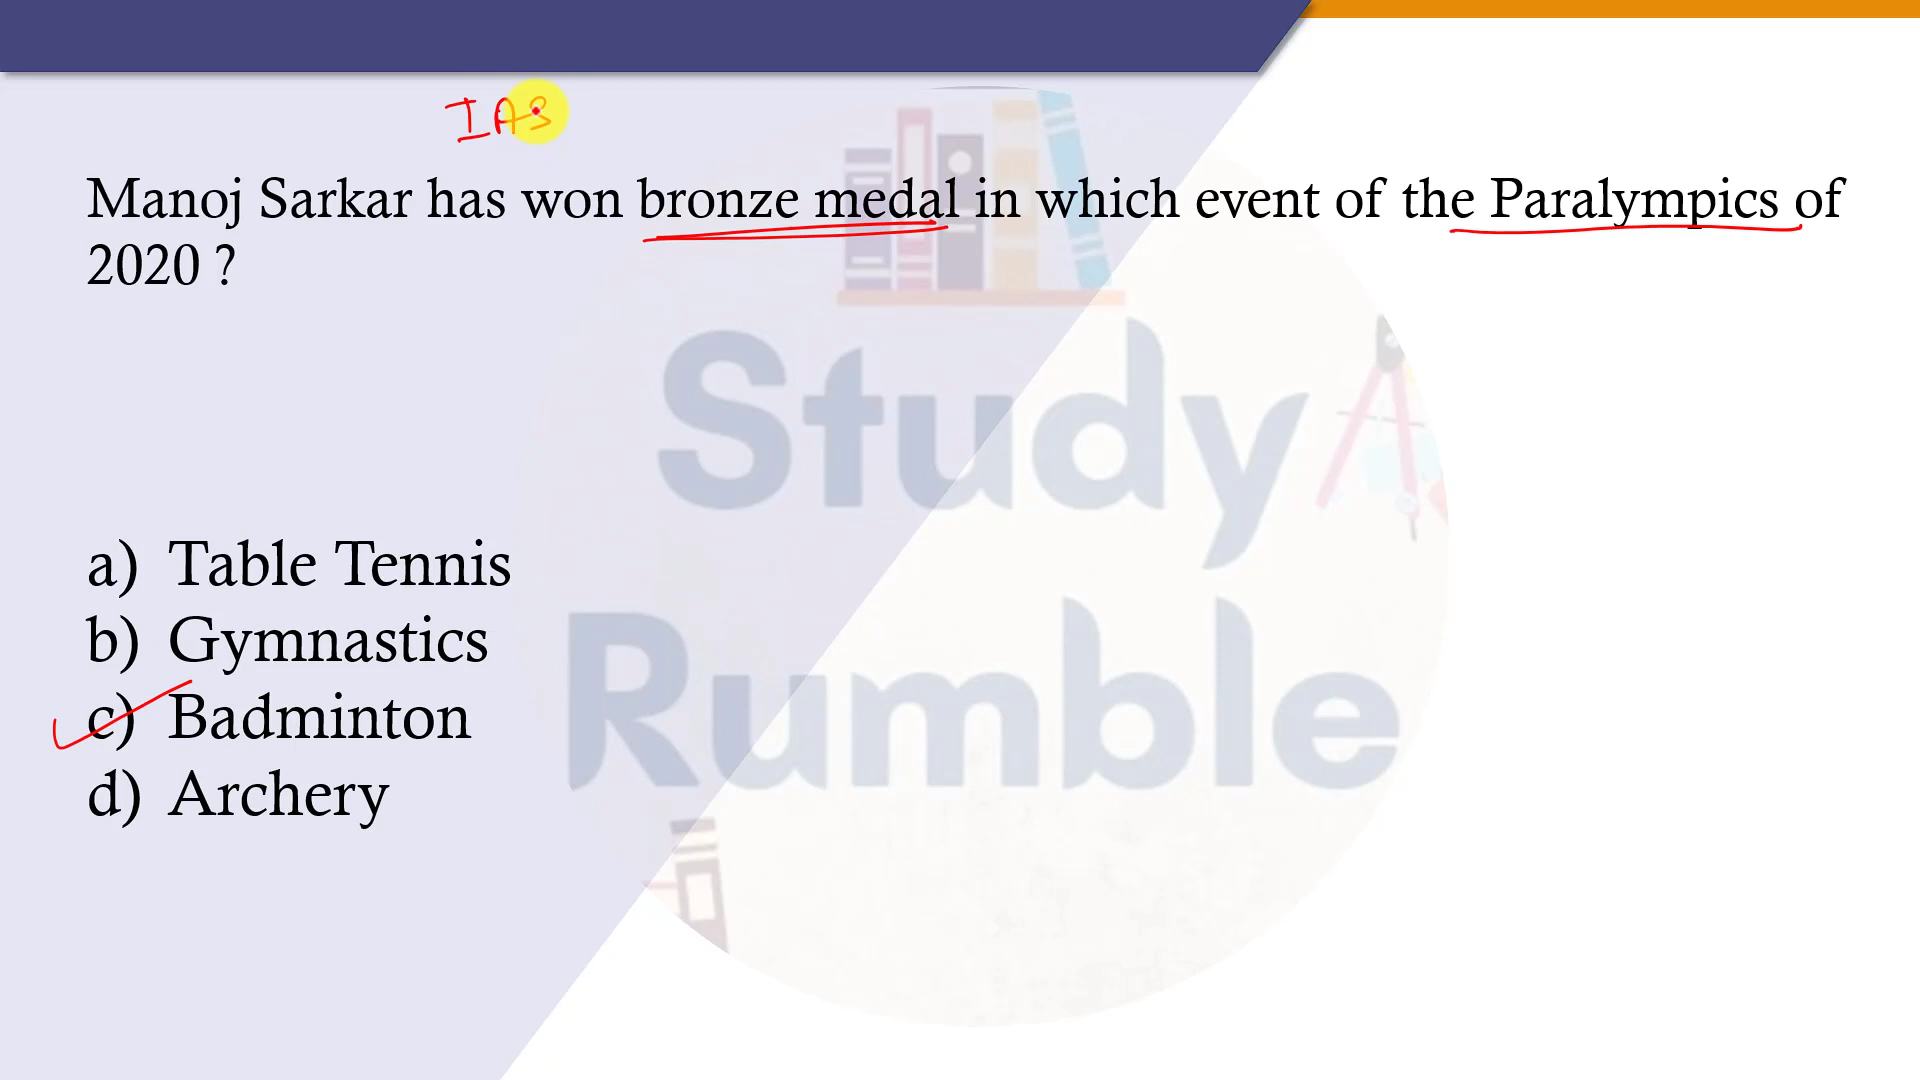 IAS
Manoj Sarkar has won bronze medal in which event of the Paralympics of
2020 ?
Study
Rumble
a) Table Tennis
b) Gymnastics
c) Badminton
d) Archery